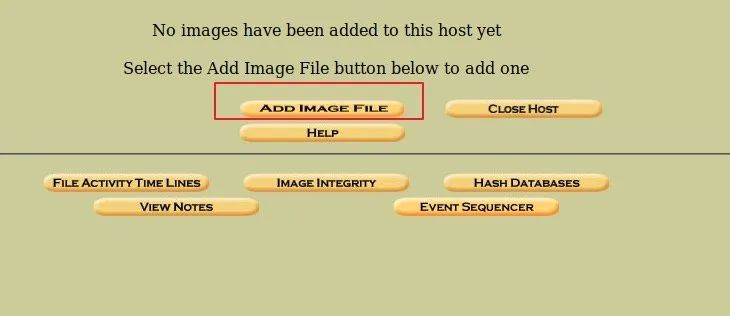 No images have been added to this host yet
Select the Add Image File button below to add one
Add Image File Close Host
Help
File Activity Time Lines Image Integrity Hash Databases
View Notes Event Sequencer